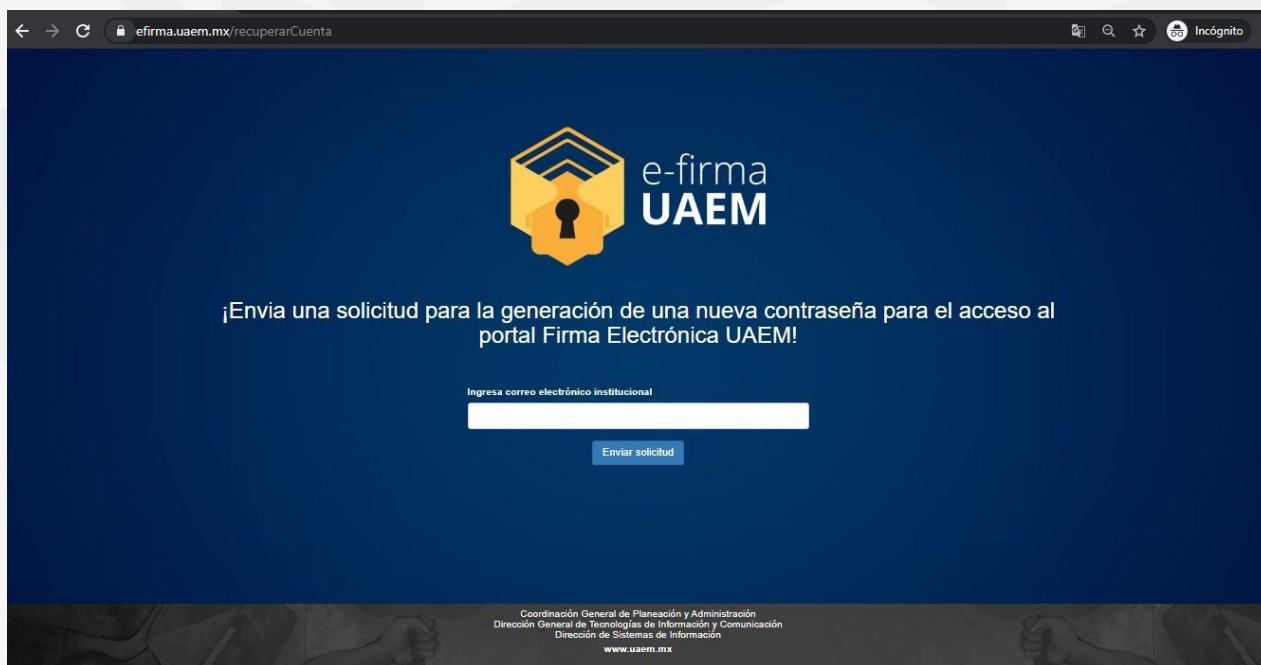 efirma.uaem.mx/recuperarCuenta
Incógnito
e-firma
UAEM
¡Envia una solicitud para la generación de una nueva contraseña para el acceso al
portal Firma Electrónica UAEM!
Ingresa correo electrónico institucional
Enviar solicitud
Coordinación General de Planeación y Administración
Dirección General de Tecnologías de Información y Comunicación
Dirección de Sistemas de Información
www.uaem.mx